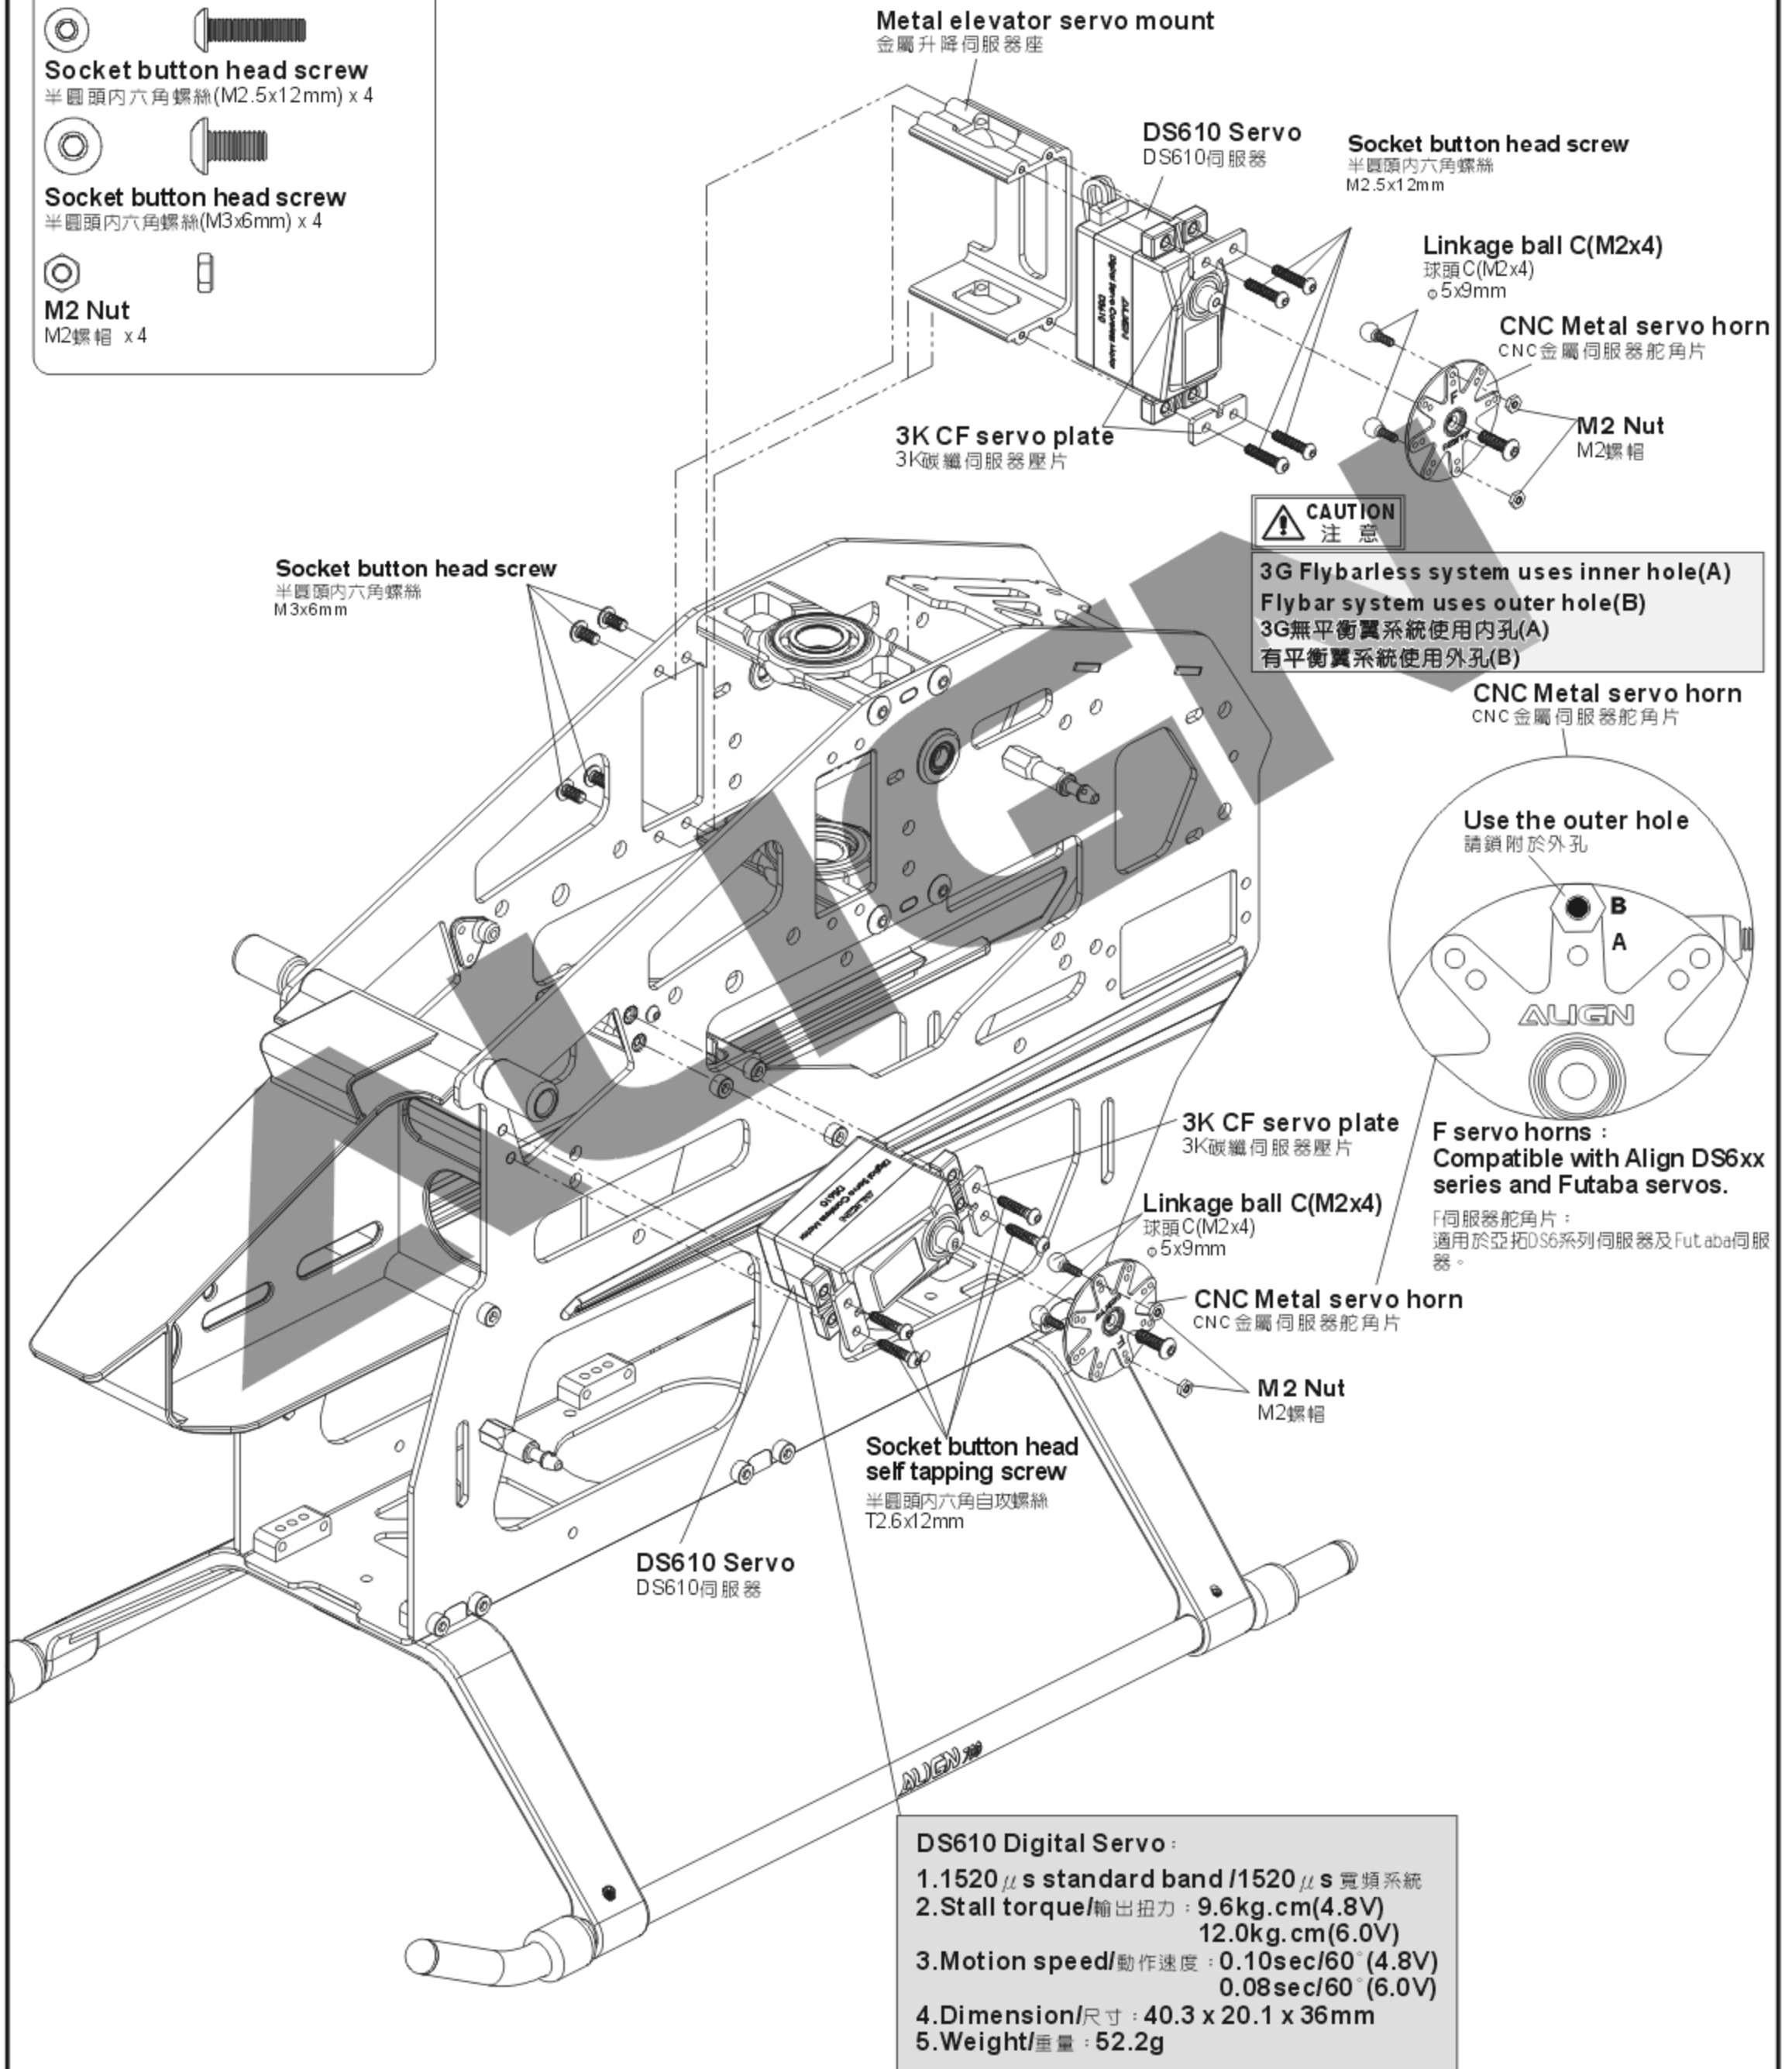 Socket button head screw
半圓頭內六角螺絲(M2.5x12mm) x 4
Socket button head screw
半圓頭內六角螺絲(M3x6mm) x 4
M2 Nut
M2螺帽 x 4
Metal elevator servo mount
金屬升降伺服器座
DS610 Servo
DS610伺服器
Socket button head screw
半圓頭內六角螺絲
M2.5x12mm
Linkage ball C(M2x4)
球頭C(M2x4)
φ5x9mm
CNC Metal servo horn
CNC金屬伺服器舵角片
M2 Nut
M2螺帽
3K CF servo plate
3K碳纖伺服器壓片
Digital Servo Coreless Motor
DS610
ALIGN
F
CAUTION
注 意
3G Flybarless system uses inner hole(A)
Flybar system uses outer hole(B)
3G無平衡翼系統使用內孔(A)
有平衡翼系統使用外孔(B)
Socket button head screw
半圓頭內六角螺絲
M3x6mm
CNC Metal servo horn
CNC金屬伺服器舵角片
Use the outer hole
請鎖附於外孔
B
A
ALIGN
F servo horns：
Compatible with Align DS6xx
series and Futaba servos.
F伺服器舵角片：
適用於亞拓DS6系列伺服器及Futaba伺服
器。
3K CF servo plate
3K碳纖伺服器壓片
Linkage ball C(M2x4)
球頭C(M2x4)
φ5x9mm
CNC Metal servo horn
CNC金屬伺服器舵角片
M2 Nut
M2螺帽
Digital Servo Coreless Motor
DS610
ALIGN
Socket button head
self tapping screw
半圓頭內六角自攻螺絲
T2.6x12mm
DS610 Servo
DS610伺服器
ALIGN 700
ALIGN
DS610 Digital Servo：
1.1520μs standard band /1520μs 寬頻系統
2.Stall torque/輸出扭力：9.6kg.cm(4.8V)
12.0kg.cm(6.0V)
3.Motion speed/動作速度：0.10sec/60°(4.8V)
0.08sec/60°(6.0V)
4.Dimension/尺寸：40.3 x 20.1 x 36mm
5.Weight/重量：52.2g